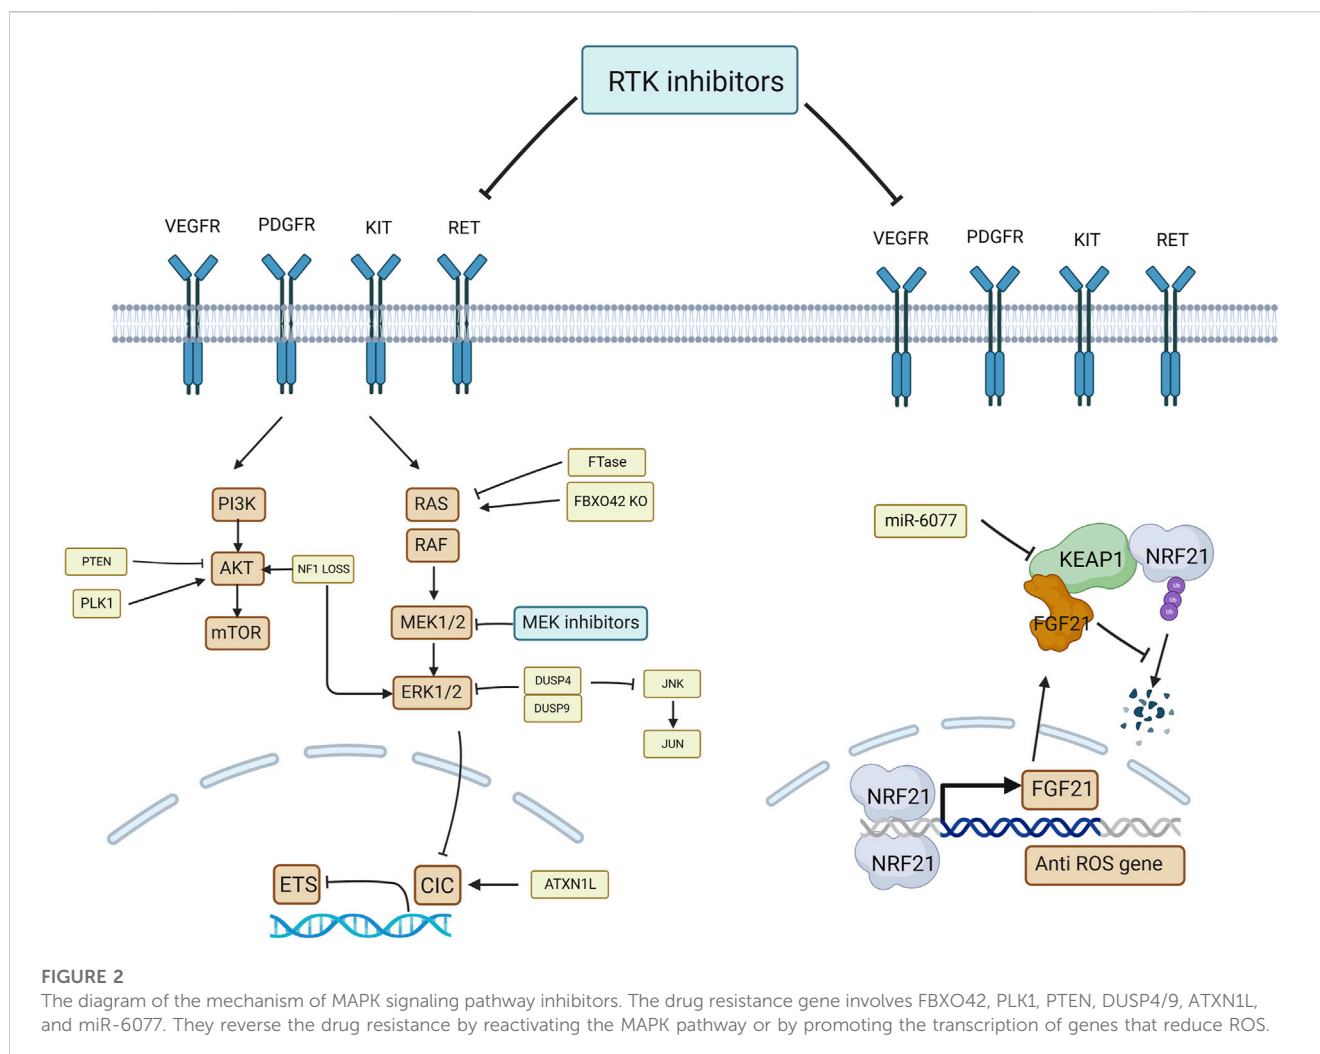 RTK inhibitors
VEGFR
PDGFR
KIT
RET
VEGFR
PDGFR
KIT
RET
FTase
FBXO42 KO
PI3K
RAS
RAF
PTEN
AKT
NF1 LOSS
PLK1
mTOR
MEK1/2
MEK inhibitors
ERK1/2
DUSP4
DUSP9
JNK
JUN
ETS
CIC
ATXN1L
miR-6077
KEAP1
NRF21
Ub
Ub
Ub
FGF21
NRF21
FGF21
NRF21
Anti ROS gene
FIGURE 2
The diagram of the mechanism of MAPK signaling pathway inhibitors. The drug resistance gene involves FBXO42, PLK1, PTEN, DUSP4/9, ATXN1L,
and miR-6077. They reverse the drug resistance by reactivating the MAPK pathway or by promoting the transcription of genes that reduce ROS.